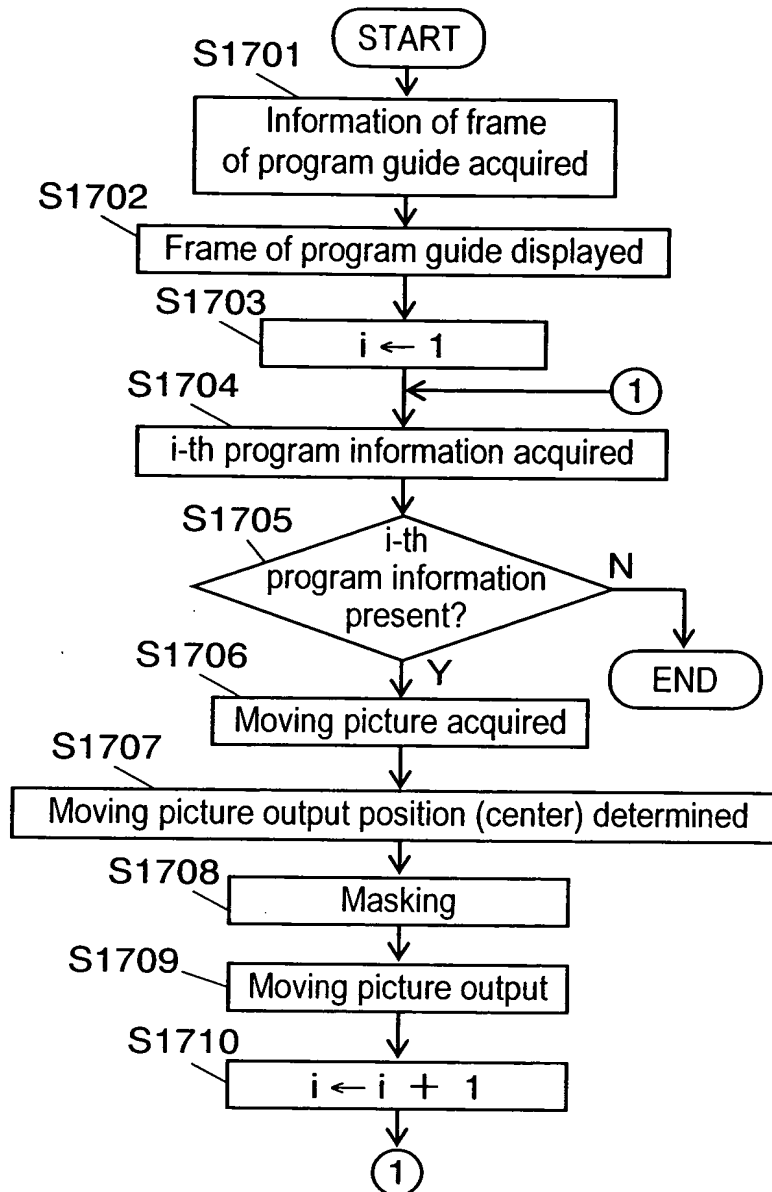 START
S1701
Information of frame
of program guide acquired
S1702
Frame of program guide displayed
S1703
i ← 1
S1704
1
i-th program information acquired
S1705
i-th
program information
present?
N
Y
END
S1706
Moving picture acquired
S1707
Moving picture output position (center) determined
S1708
Masking
S1709
Moving picture output
S1710
i ← i + 1
1